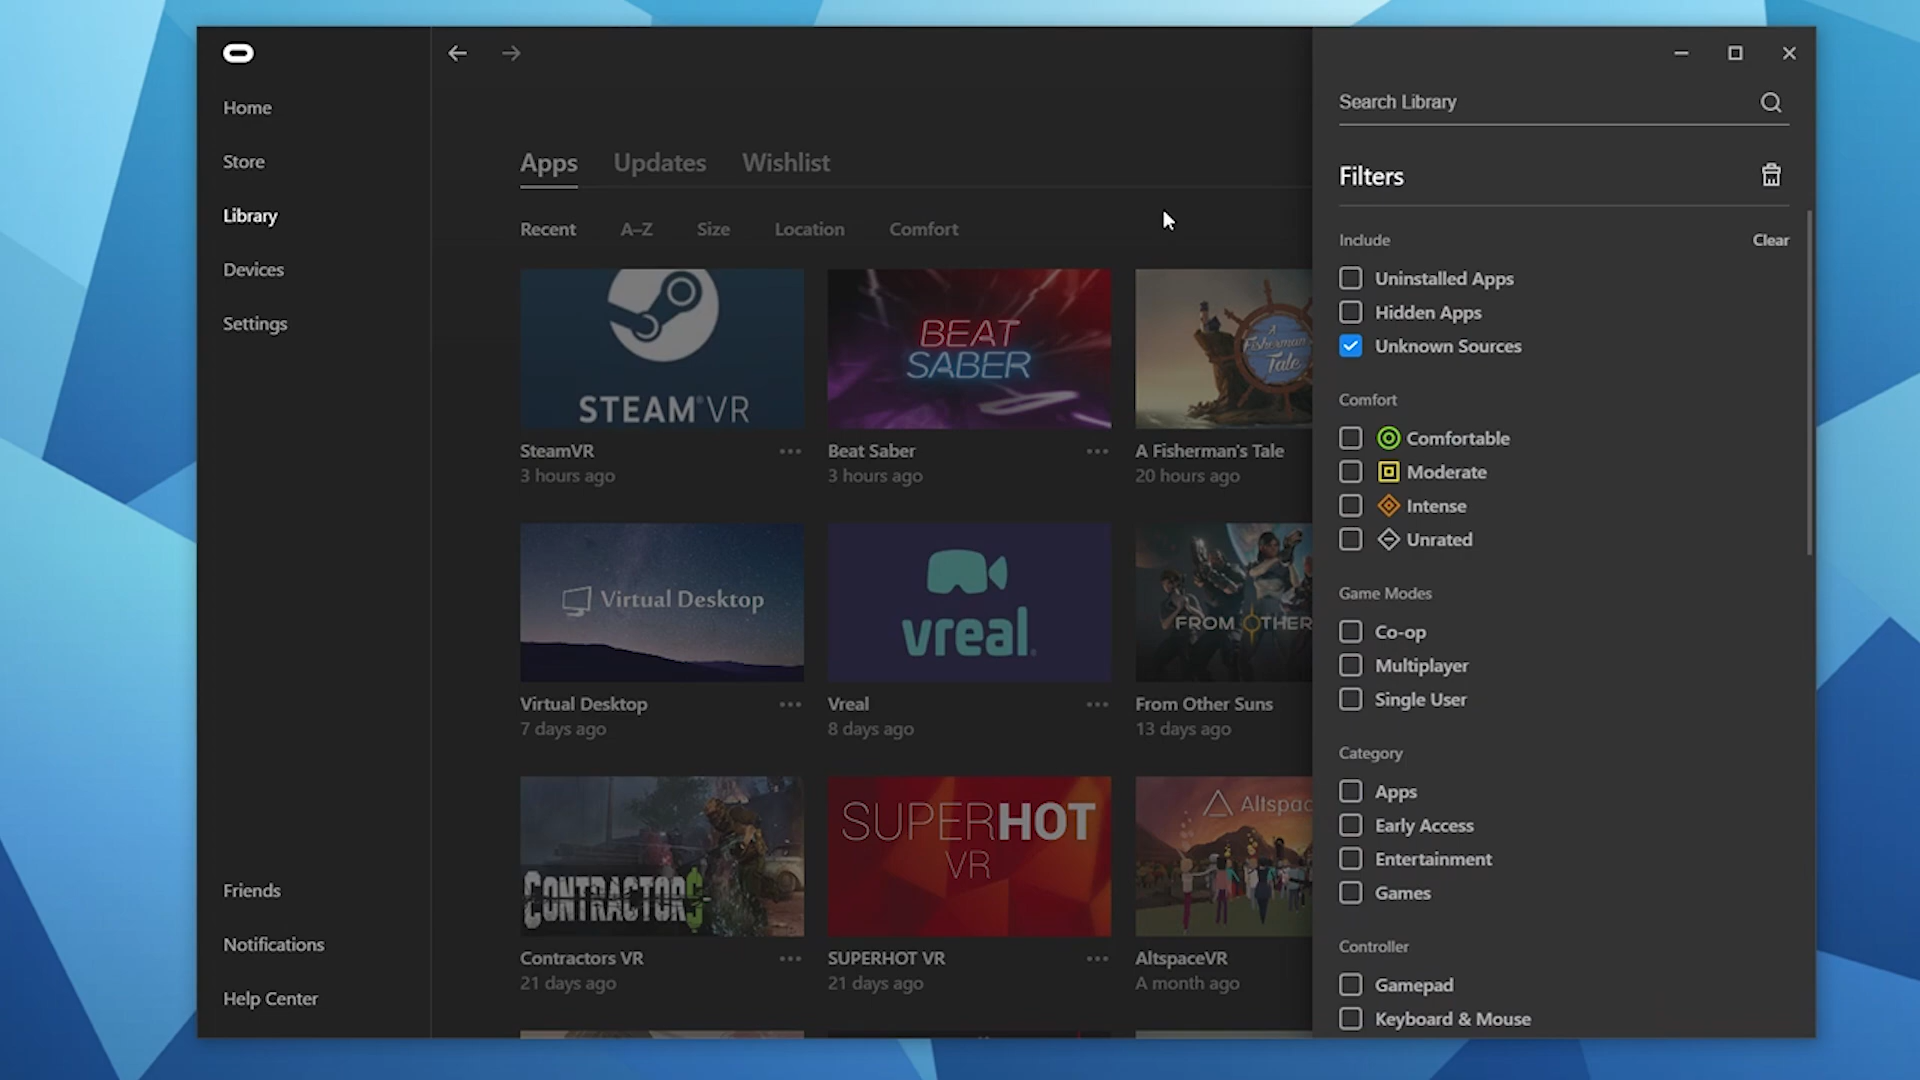 Home
Store
Library
Devices
Settings
Friends
Notifications
Help Center
Apps Updates Wishlist
Recent A–Z Size Location Comfort
STEAM VR
BEAT
SABER
A
Fisherman's
Tale
SteamVR
3 hours ago
Beat Saber
3 hours ago
A Fisherman's Tale
20 hours ago
Virtual Desktop
vreal
FROM OTHER
Virtual Desktop
7 days ago
Vreal
8 days ago
From Other Suns
13 days ago
CONTRACTOR$
SUPERHOT
VR
Altspac
Contractors VR
21 days ago
SUPERHOT VR
21 days ago
AltspaceVR
A month ago
Search Library
Filters
Include Clear
Uninstalled Apps
Hidden Apps
Unknown Sources
Comfort
Comfortable
Moderate
Intense
Unrated
Game Modes
Co-op
Multiplayer
Single User
Category
Apps
Early Access
Entertainment
Games
Controller
Gamepad
Keyboard & Mouse